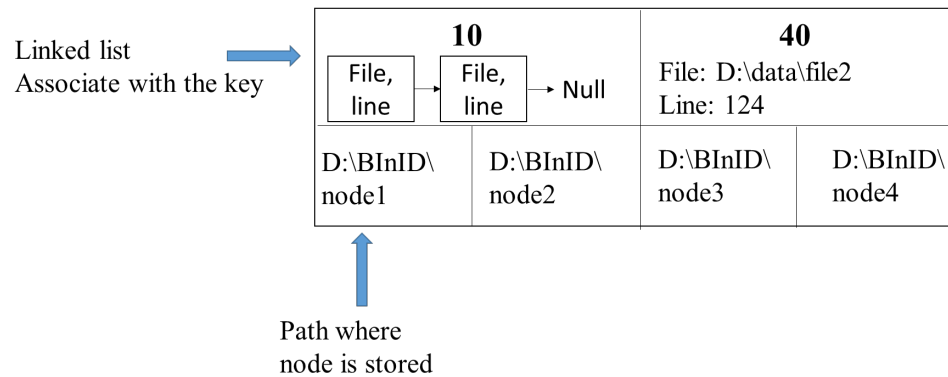 Linked list
Associate with the key
10
File,
line
File,
line
Null
40
File: D:\data\file2
Line: 124
D:\BInID\
node1
D:\BInID\
node2
D:\BInID\
node3
D:\BInID\
node4
Path where
node is stored